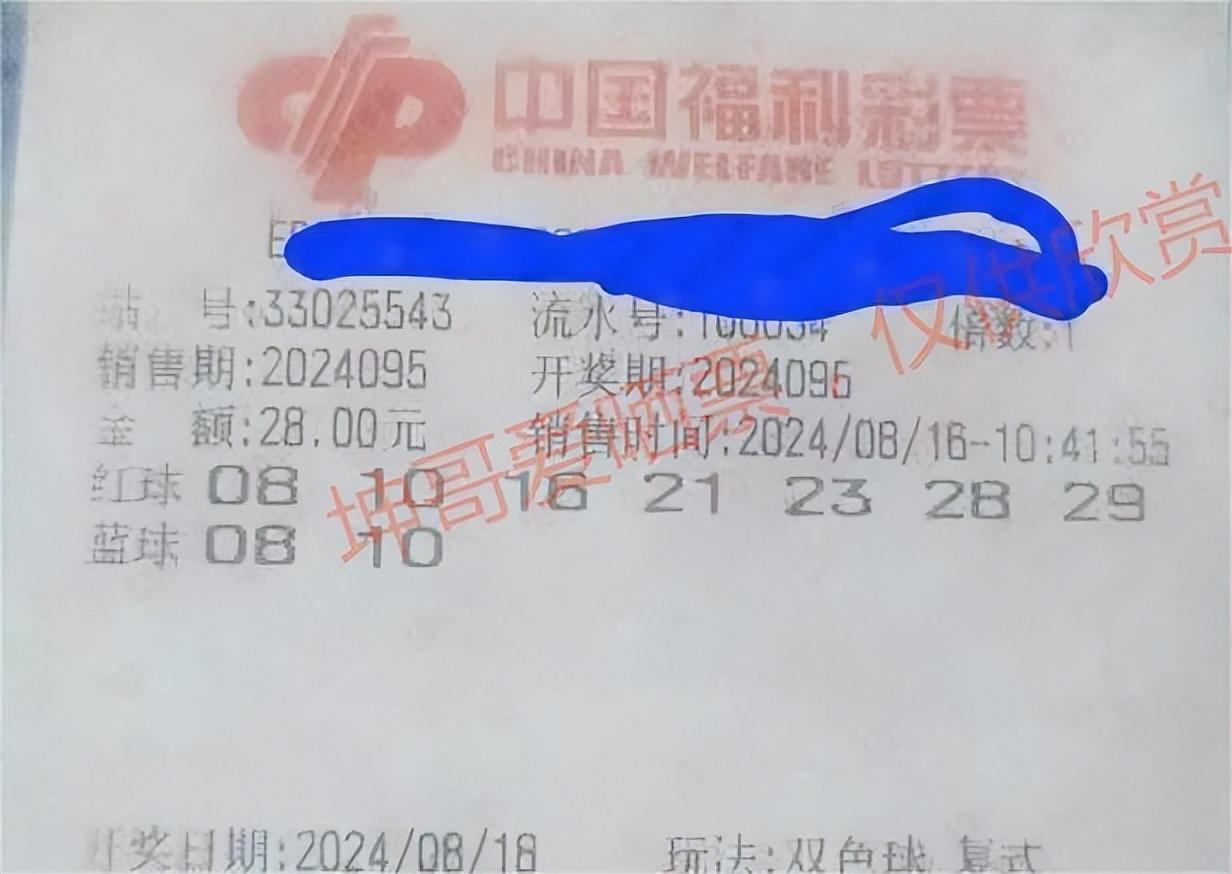 中国福利彩票
CHINA WELFARE LOTTERY
站 号:33025543 流水号: 倍数:1
销售期:2024095 开奖期:2024095
金 额:28.00元 销售时间:2024/08/16-10:41:55
红球 08 10 16 21 23 28 29
蓝球 08 10
开奖日期:2024/08/18 玩法:双色球 复式
坤哥爱晒票，仅供欣赏